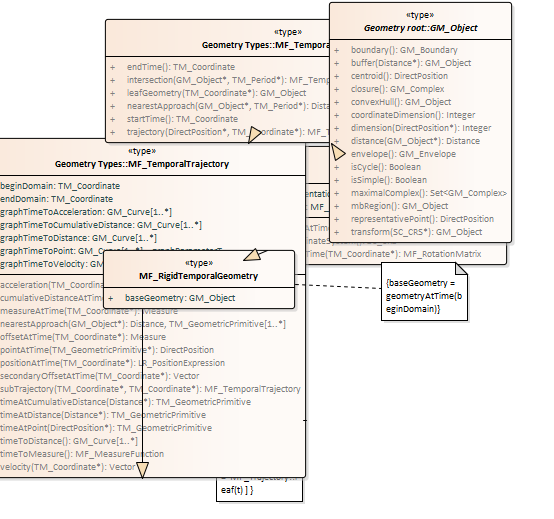 «type»
Geometry Types::MF_Tempora
+ endTime(): TM_Coordinate
+ intersection(GM_Object*, TM_Period*): MF_Temp
+ leafGeometry(TM_Coordinate*): GM_Object
+ nearestApproach(GM_Object*, TM_Period*): Dista
+ startTime(): TM_Coordinate
+ trajectory(DirectPosition*, TM_Coordinate*): MF_T
«type»
Geometry root::GM_Object
+ boundary(): GM_Boundary
+ buffer(Distance*): GM_Object
+ centroid(): DirectPosition
+ closure(): GM_Complex
+ convexHull(): GM_Object
+ coordinateDimension(): Integer
+ dimension(DirectPosition*): Integer
+ distance(GM_Object*): Distance
+ envelope(): GM_Envelope
+ isCycle(): Boolean
+ isSimple(): Boolean
+ maximalComplex(): Set<GM_Complex>
+ mbRegion(): GM_Object
+ representativePoint(): DirectPosition
+ transform(SC_CRS*): GM_Object
«type»
Geometry Types::MF_TemporalTrajectory
beginDomain: TM_Coordinate
endDomain: TM_Coordinate
graphTimeToAcceleration: GM_Curve[1..*]
graphTimeToCumulativeDistance: GM_Curve[1..*]
graphTimeToDistance: GM_Curve[1..*]
graphTimeToPoint: GM_Cu
graphTimeToVelocity: GM_
acceleration(TM_Coordina
cumulativeDistanceAtTim
measureAtTime(TM_Coordinate*): Measure
nearestApproach(GM_Object*): Distance, TM_GeometricPrimitive[1..*]
offsetAtTime(TM_Coordinate*): Measure
pointAtTime(TM_GeometricPrimitive*): DirectPosition
positionAtTime(TM_Coordinate*): LR_PositionExpression
secondaryOffsetAtTime(TM_Coordinate*): Vector
subTrajectory(TM_Coordinate*, TM_Coordinate*): MF_TemporalTrajectory
timeAtCumulativeDistance(TM_Coordinate*): TM_GeometricPrimitive
timeAtDistance(Distance*): TM_GeometricPrimitive
timeAtPoint(DirectPosition*): TM_GeometricPrimitive
timeToDistance(): GM_Curve[1..*]
timeToMeasure(): MF_MeasureFunction
velocity(TM_Coordinate*): Vector
«type»
MF_RigidTemporalGeometry
+ baseGeometry: GM_Object
ime(TM_Coordinate*): MF_RotationMatrix
{baseGeometry =
geometryAtTime(b
eginDomain)}
eaf(t) ] }